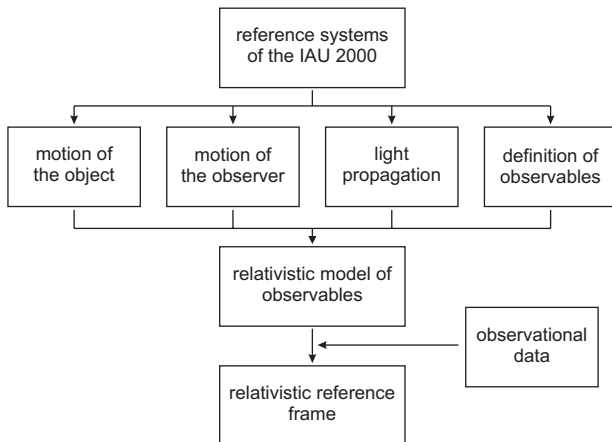 reference systems
of the IAU 2000
motion of
the object
motion of
the observer
light
propagation
definition of
observables
relativistic model of
observables
observational
data
relativistic reference
frame